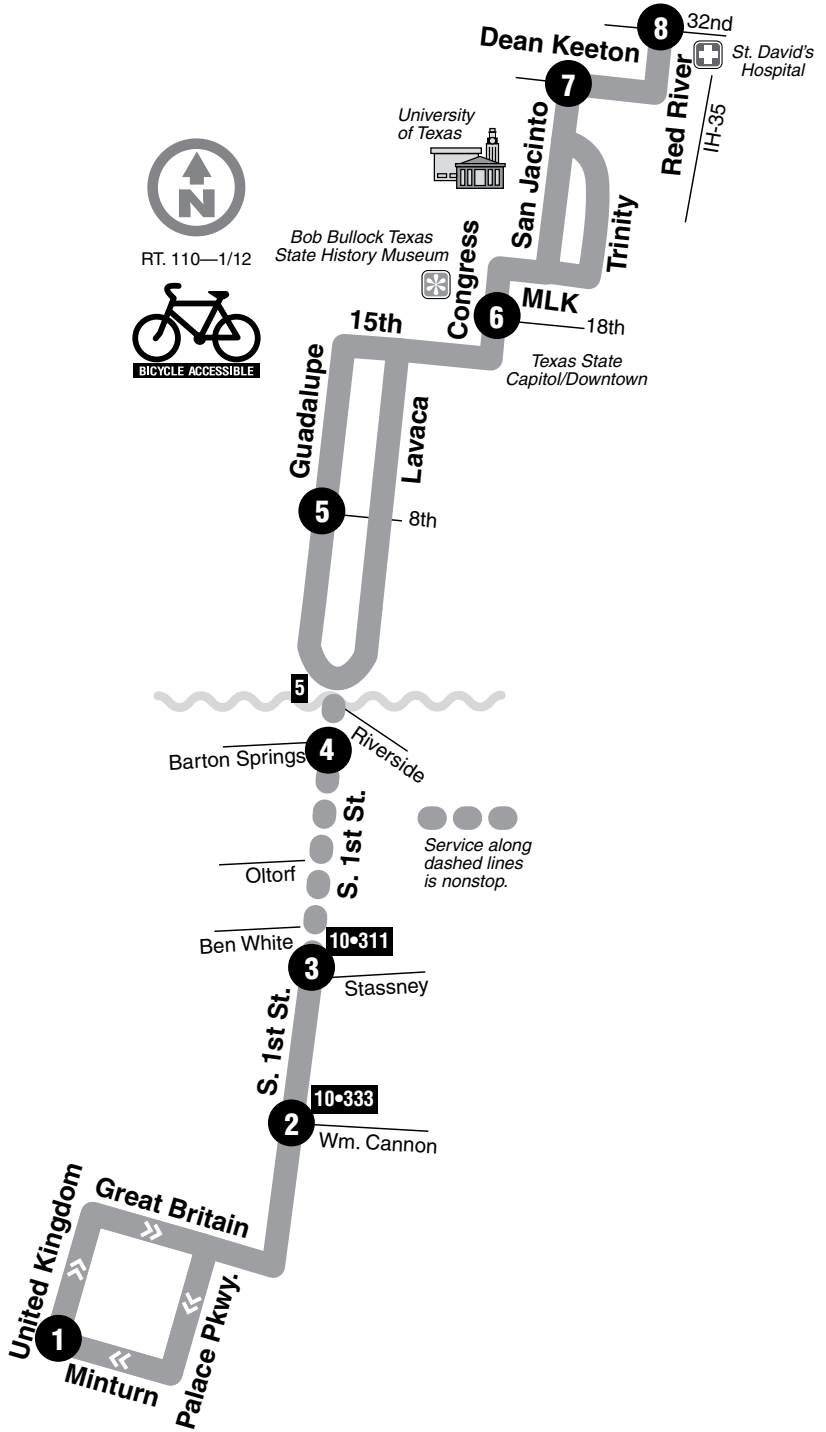 8
32nd
Dean Keeton
St. David's
Hospital
7
Red River
IH-35
University
of Texas
San Jacinto
Trinity
N
RT. 110—1/12
Bob Bullock Texas
State History Museum
Congress
MLK
6
18th
BICYCLE ACCESSIBLE
15th
Texas State
Capitol/Downtown
Guadalupe
Lavaca
5
8th
5
Riverside
Barton Springs
4
S. 1st St.
Service along
dashed lines
is nonstop.
Oltorf
Ben White
10•311
3
Stassney
S. 1st St.
10•333
2
Wm. Cannon
United Kingdom
Great Britain
Palace Pkwy.
1
Minturn